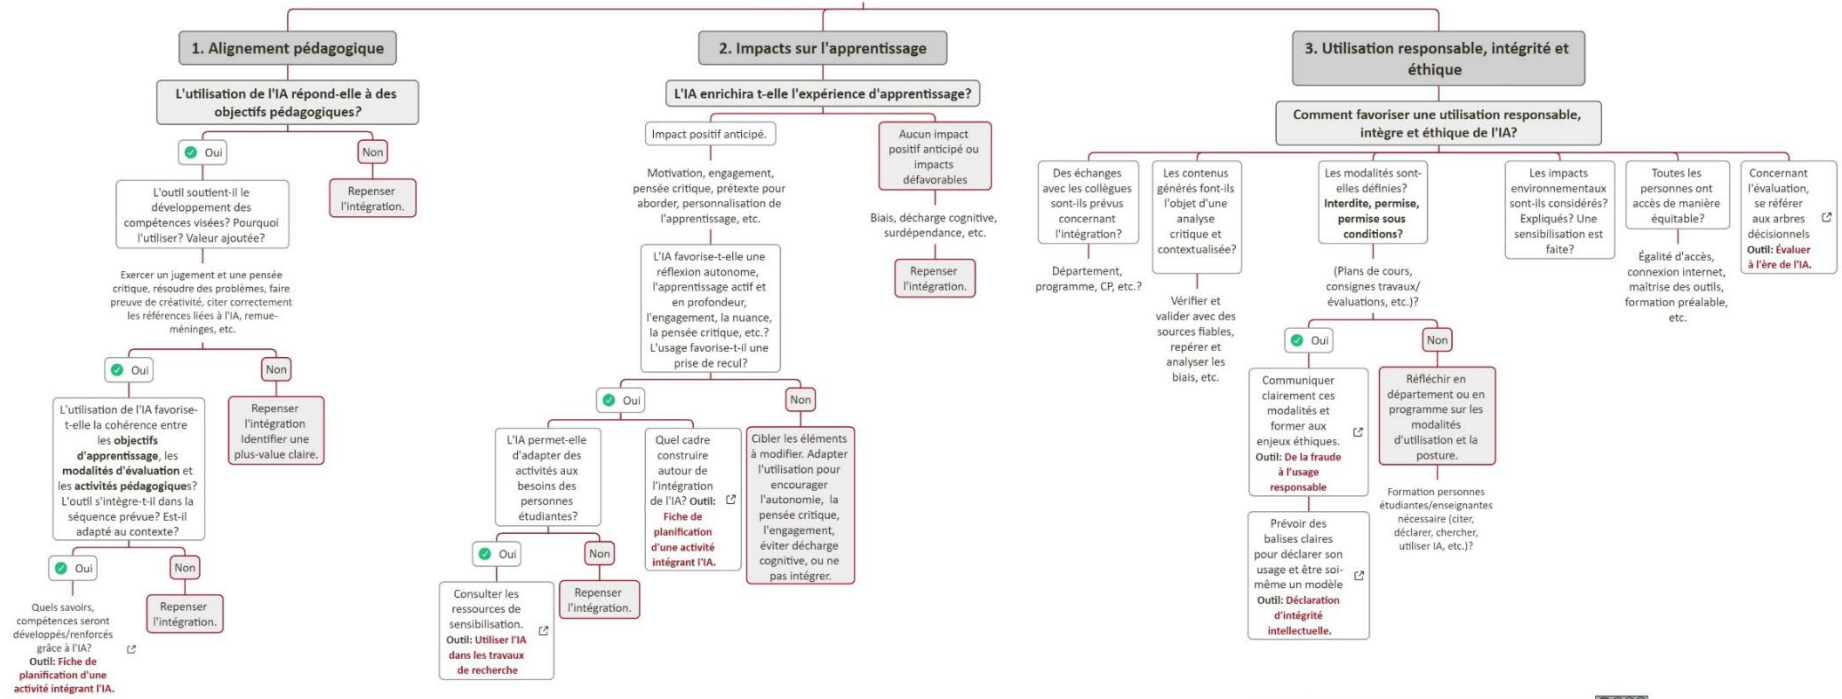 1. Alignement pédagogique
L'utilisation de l'IA répond-elle à des
objectifs pédagogiques?
Oui
Non
L'outil soutient-il le
développement des
compétences visées? Pourquoi
l'utiliser? Valeur ajoutée?
Repenser
l'intégration.
Exercer un jugement et une pensée
critique, résoudre des problèmes, faire
preuve de créativité, citer correctement
les références liées à l'IA, remue-
méninges, etc.
Oui
Non
L'utilisation de l'IA favorise-
t-elle la cohérence entre
les objectifs
d'apprentissage, les
modalités d'évaluation et
les activités pédagogiques?
L'outil s'intègre-t-il dans la
séquence prévue? Est-il
adapté au contexte?
Repenser
l'intégration
Identifier une
plus-value claire.
Oui
Non
Quels savoirs,
compétences seront
développés/renforcés
grâce à l'IA?
Outil: Fiche de
planification d'une
activité intégrant l'IA.
Repenser
l'intégration.
2. Impacts sur l'apprentissage
L'IA enrichira t-elle l'expérience d'apprentissage?
Impact positif anticipé.
Aucun impact
positif anticipé ou
impacts
défavorables
Motivation, engagement,
pensée critique, prétexte pour
aborder, personnalisation de
l'apprentissage, etc.
Biais, décharge cognitive,
surdépendance, etc.
Repenser
l'intégration.
L'IA favorise-t-elle une
réflexion autonome,
l'apprentissage actif et
en profondeur,
l'engagement, la nuance,
la pensée critique, etc.?
L'usage favorise-t-il une
prise de recul?
Oui
Non
L'IA permet-elle
d'adapter des
activités aux
besoins des
personnes
étudiantes?
Quel cadre
construire
autour de
l'intégration
de l'IA? Outil:
Fiche de
planification
d'une activité
intégrant l'IA.
Cibler les éléments
à modifier. Adapter
l'utilisation pour
encourager
l'autonomie, la
pensée critique,
l'engagement,
éviter décharge
cognitive, ou ne
pas intégrer.
Oui
Non
Consulter les
ressources de
sensibilisation.
Outil: Utiliser l'IA
dans les travaux
de recherche
Repenser
l'intégration.
3. Utilisation responsable, intégrité et
éthique
Comment favoriser une utilisation responsable,
intègre et éthique de l'IA?
Des échanges
avec les collègues
sont-ils prévus
concernant
l'intégration?
Département,
programme, CP, etc.?
Les contenus
générés font-ils
l'objet d'une
analyse
critique et
contextualisée?
Vérifier et
valider avec des
sources fiables,
repérer et
analyser les
biais, etc.
Les modalités sont-
elles définies?
Interdite, permise,
permise sous
conditions?
(Plans de cours,
consignes travaux/
évaluations, etc.)?
Oui
Non
Communiquer
clairement ces
modalités et
former aux
enjeux éthiques.
Outil: De la fraude
à l'usage
responsable
Prévoir des
balises claires
pour déclarer son
usage et être soi-
même un modèle
Outil: Déclaration
d'intégrité
intellectuelle.
Réfléchir en
département ou en
programme sur les
modalités
d'utilisation et la
posture.
Formation personnes
étudiantes/enseignantes
nécessaire (citer,
déclarer, chercher,
utiliser IA, etc.)?
Les impacts
environnementaux
sont-ils considérés?
Expliqués? Une
sensibilisation est
faite?
Toutes les
personnes ont
accès de manière
équitable?
Égalité d'accès,
connexion internet,
maîtrise des outils,
formation préalable,
etc.
Concernant
l'évaluation,
se référer
aux arbres
décisionnels
Outil: Évaluer
à l'ère de l'IA.